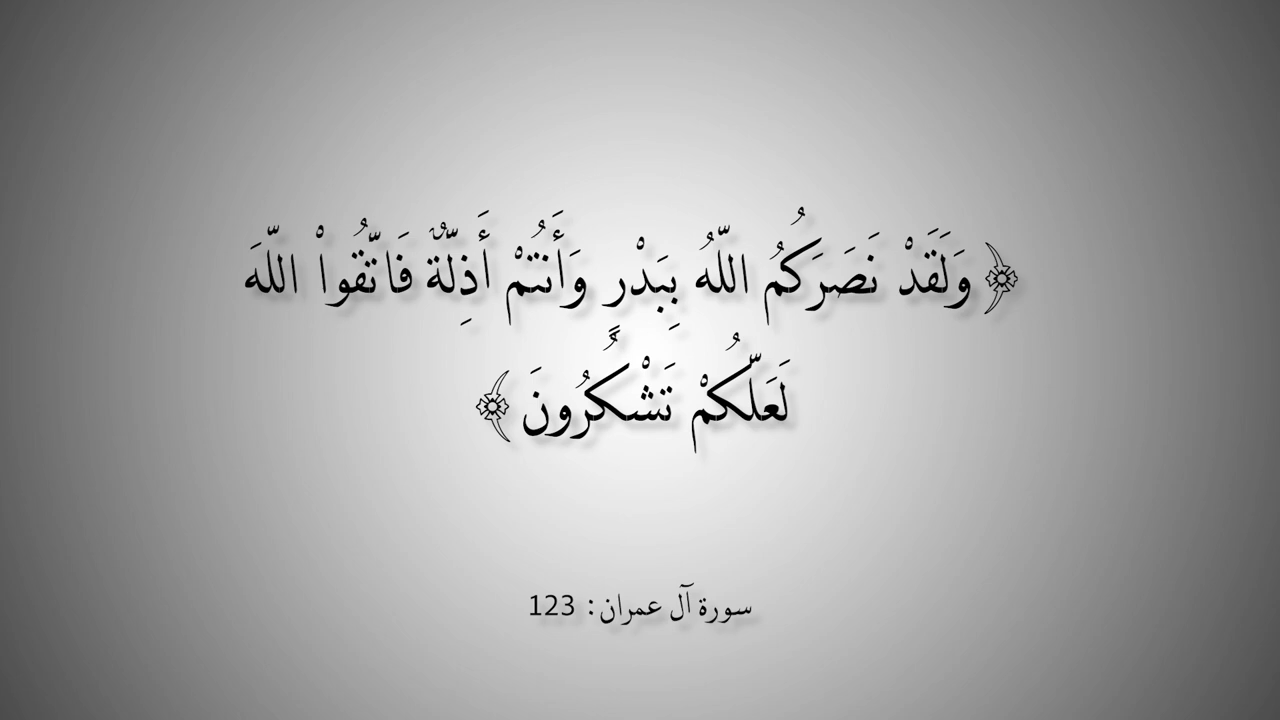 ﴿وَلَقَدْ نَصَرَكُمُ اللّهُ بِبَدْرٍ وَأَنتُمْ أَذِلَّةٌ فَاتَّقُواْ اللّهَ
لَعَلَّكُمْ تَشْكُرُونَ﴾
سورة آل عمران: 123